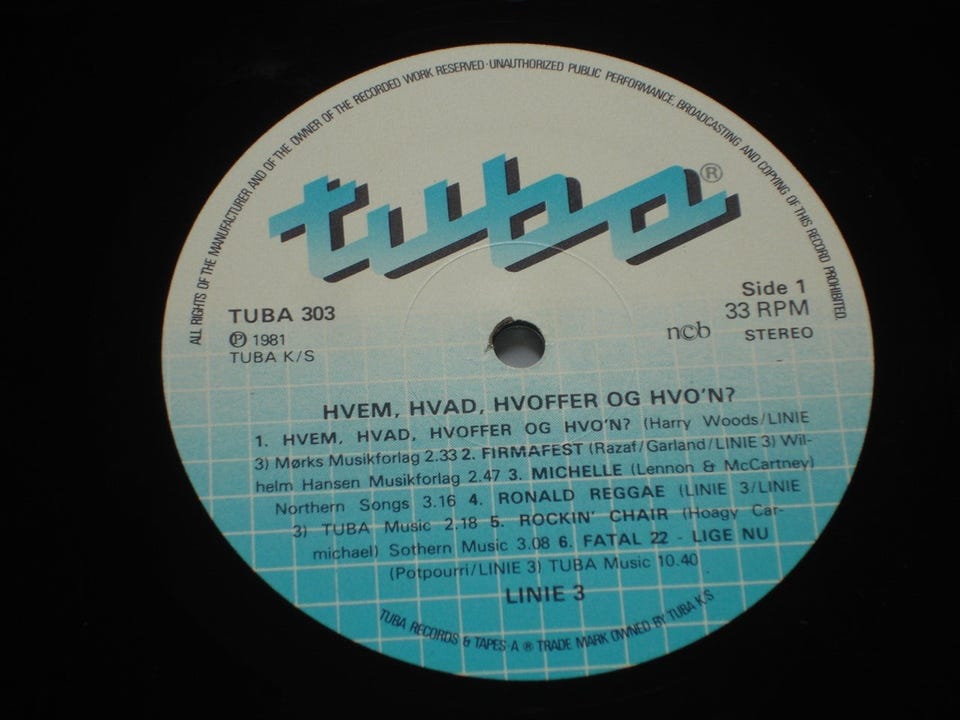 ALL RIGHTS OF THE MANUFACTURER AND OF THE OWNER OF THE RECORDED WORK RESERVED · UNAUTHORIZED PUBLIC PERFORMANCE, BROADCASTING AND COPYING OF THIS RECORD PROHIBITED.
tuba®
TUBA 303
Ⓟ 1981
TUBA K/S
Side 1
33 RPM
ncb STEREO
HVEM, HVAD, HVOFFER OG HVO'N?
1. HVEM, HVAD, HVOFFER OG HVO'N? (Harry Woods/LINIE
3) Mørks Musikforlag 2.33 2. FIRMAFEST (Razaf/Garland/LINIE 3) Wil-
helm Hansen Musikforlag 2.47 3. MICHELLE (Lennon & McCartney)
Northern Songs 3.16 4. RONALD REGGAE (LINIE 3/LINIE
3) TUBA Music 2.18 5. ROCKIN' CHAIR (Hoagy Car-
michael) Sothern Music 3.08 6. FATAL 22 - LIGE NU
(Potpourri/LINIE 3) TUBA Music 10.40
LINIE 3
TUBA RECORDS & TAPES · A ® TRADE MARK OWNED BY TUBA K/S